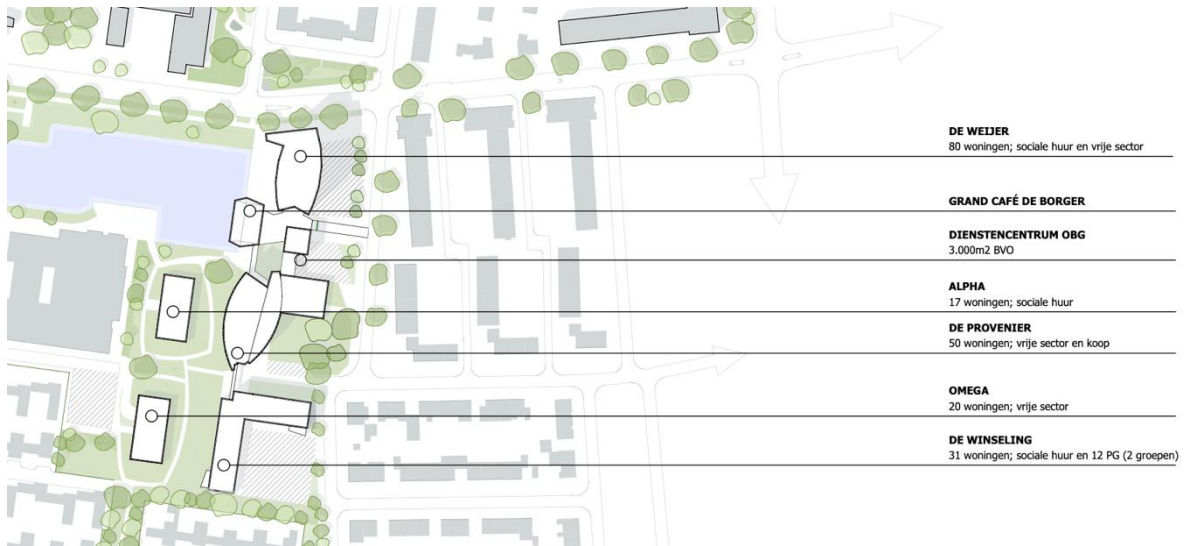 DE WEIJER
80 woningen; sociale huur en vrije sector
GRAND CAFÉ DE BORGER
DIENSTENCENTRUM OBG
3.000m2 BVO
ALPHA
17 woningen; sociale huur
DE PROVENIER
50 woningen; vrije sector en koop
OMEGA
20 woningen; vrije sector
DE WINSELING
31 woningen; sociale huur en 12 PG (2 groepen)